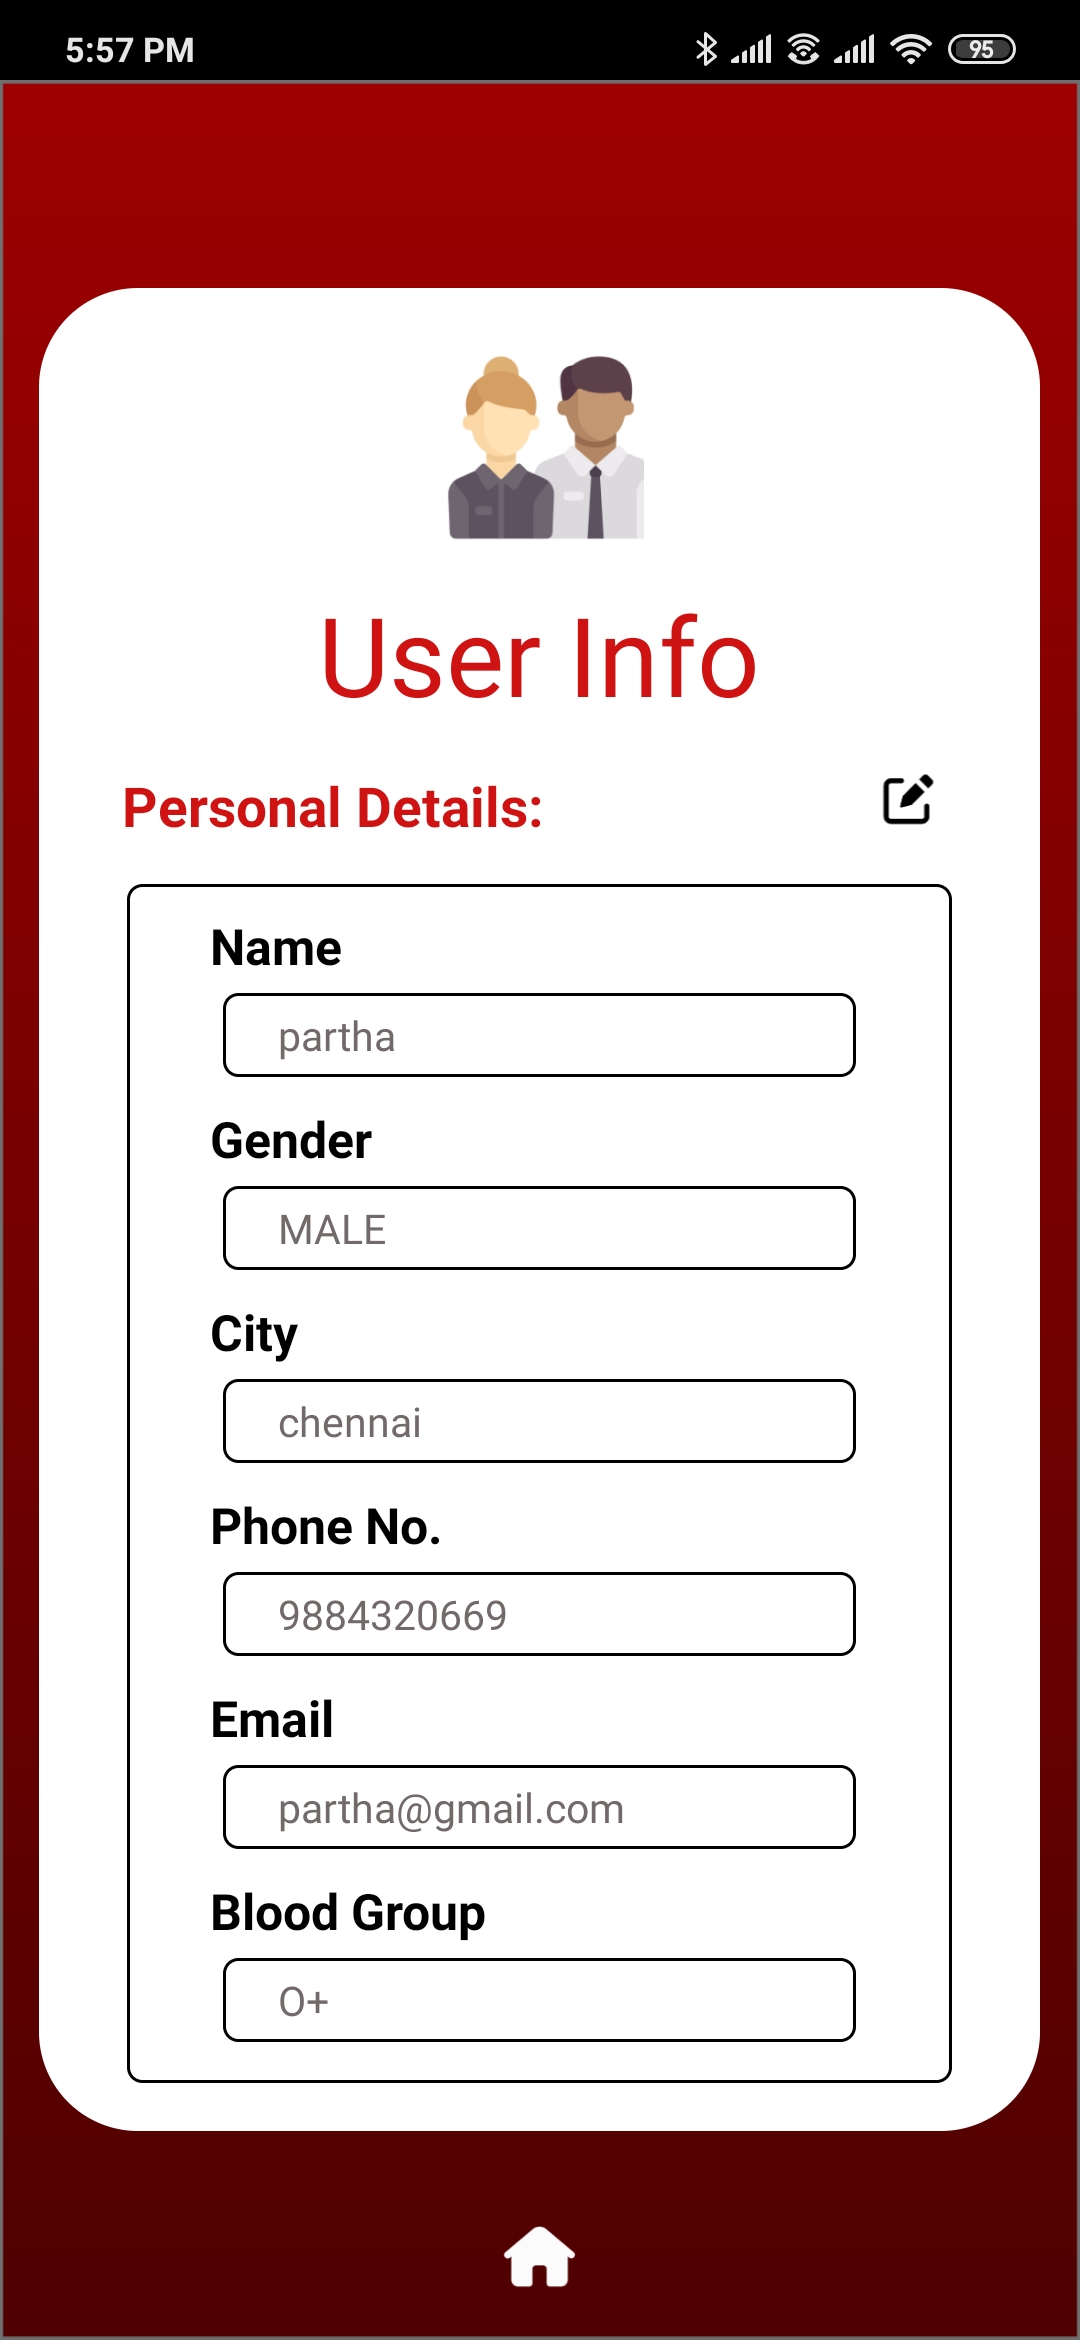 5:57 PM
95
User Info
Personal Details:
Name
partha
Gender
MALE
City
chennai
Phone No.
9884320669
Email
partha@gmail.com
Blood Group
O+